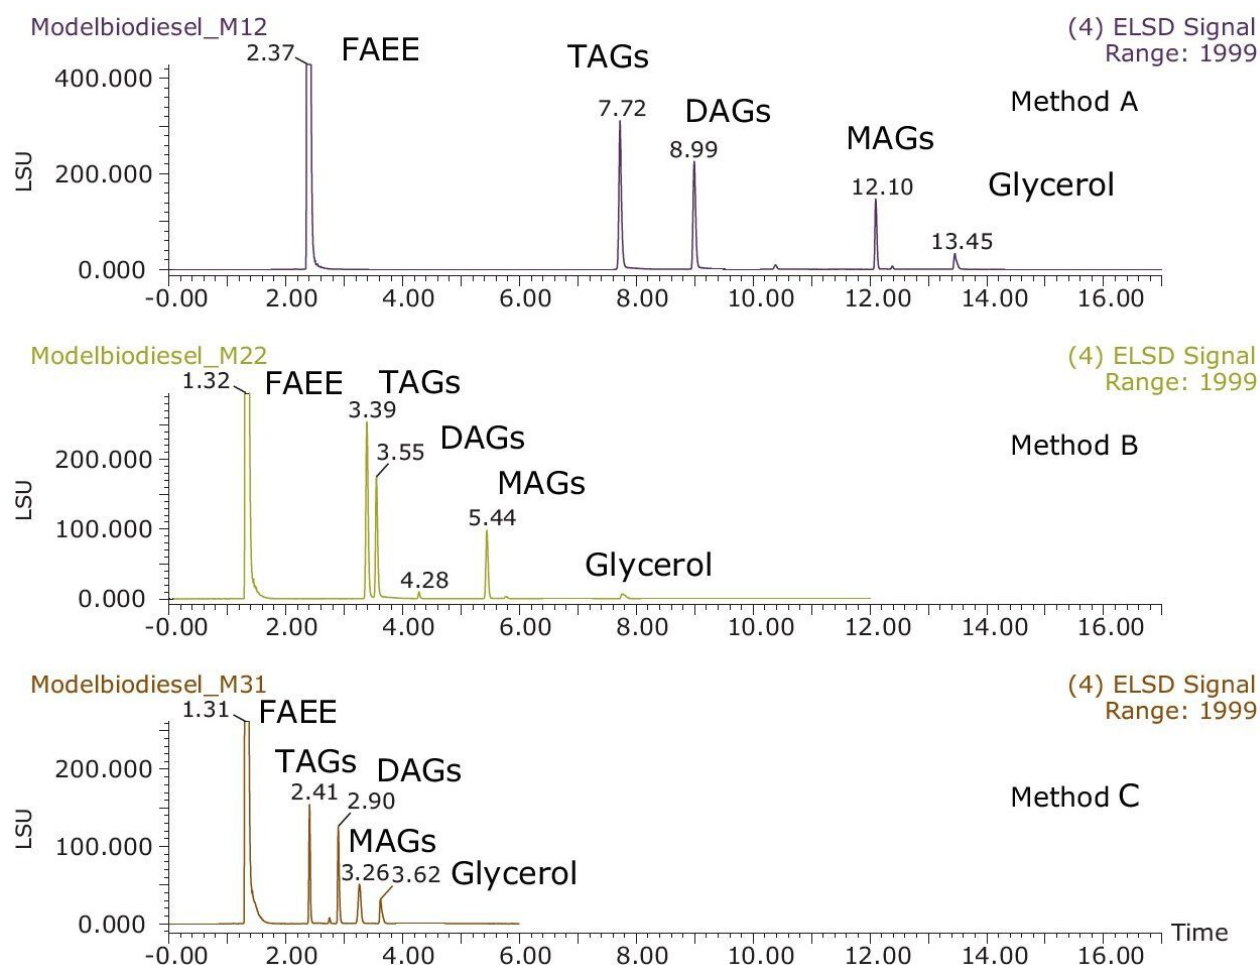 Modelbiodiesel_M12
(4) ELSD Signal
Range: 1999
2.37
FAEE
TAGs
7.72
DAGs
8.99
MAGs
12.10
Glycerol
13.45
Method A
LSU
400.000
200.000
0.000
-0.00 2.00 4.00 6.00 8.00 10.00 12.00 14.00 16.00
Modelbiodiesel_M22
(4) ELSD Signal
Range: 1999
1.32
FAEE
TAGs
3.39
3.55
DAGs
4.28
MAGs
5.44
Glycerol
Method B
LSU
200.000
100.000
0.000
-0.00 2.00 4.00 6.00 8.00 10.00 12.00 14.00 16.00
Modelbiodiesel_M31
(4) ELSD Signal
Range: 1999
1.31
FAEE
TAGs
2.41
DAGs
2.90
MAGs
3.26
3.62
Glycerol
Method C
LSU
200.000
100.000
0.000
Time
-0.00 2.00 4.00 6.00 8.00 10.00 12.00 14.00 16.00